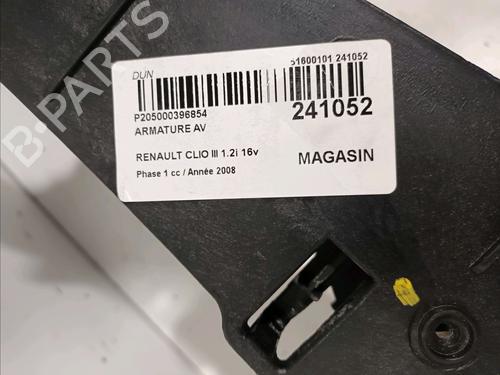 DUN
51600101 241052
P205000396854
241052
ARMATURE AV
RENAULT CLIO III 1.2i 16v
MAGASIN
Phase 1 cc / Année 2008
B-PARTS